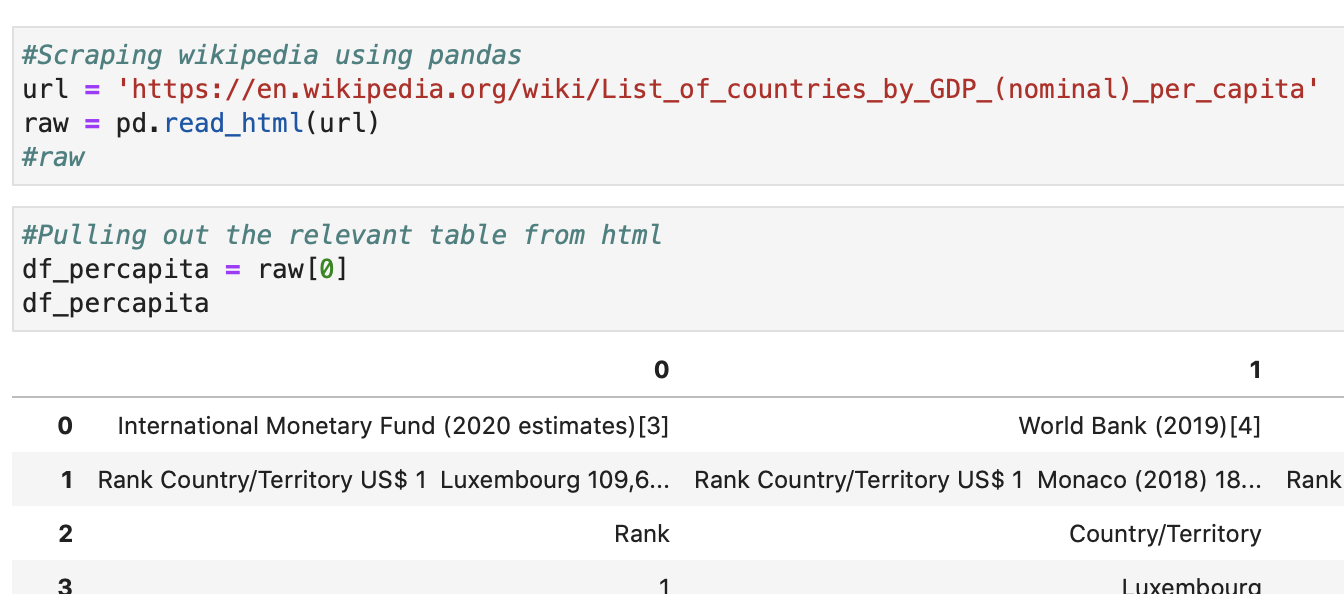 #Scraping wikipedia using pandas
url = 'https://en.wikipedia.org/wiki/List_of_countries_by_GDP_(nominal)_per_capita'
raw = pd.read_html(url)
#raw
#Pulling out the relevant table from html
df_percapita = raw[0]
df_percapita
0 1
0 International Monetary Fund (2020 estimates)[3] World Bank (2019)[4]
1 Rank Country/Territory US$ 1 Luxembourg 109,6... Rank Country/Territory US$ 1 Monaco (2018) 18... Rank
2 Rank Country/Territory
3 1 Luxembourg